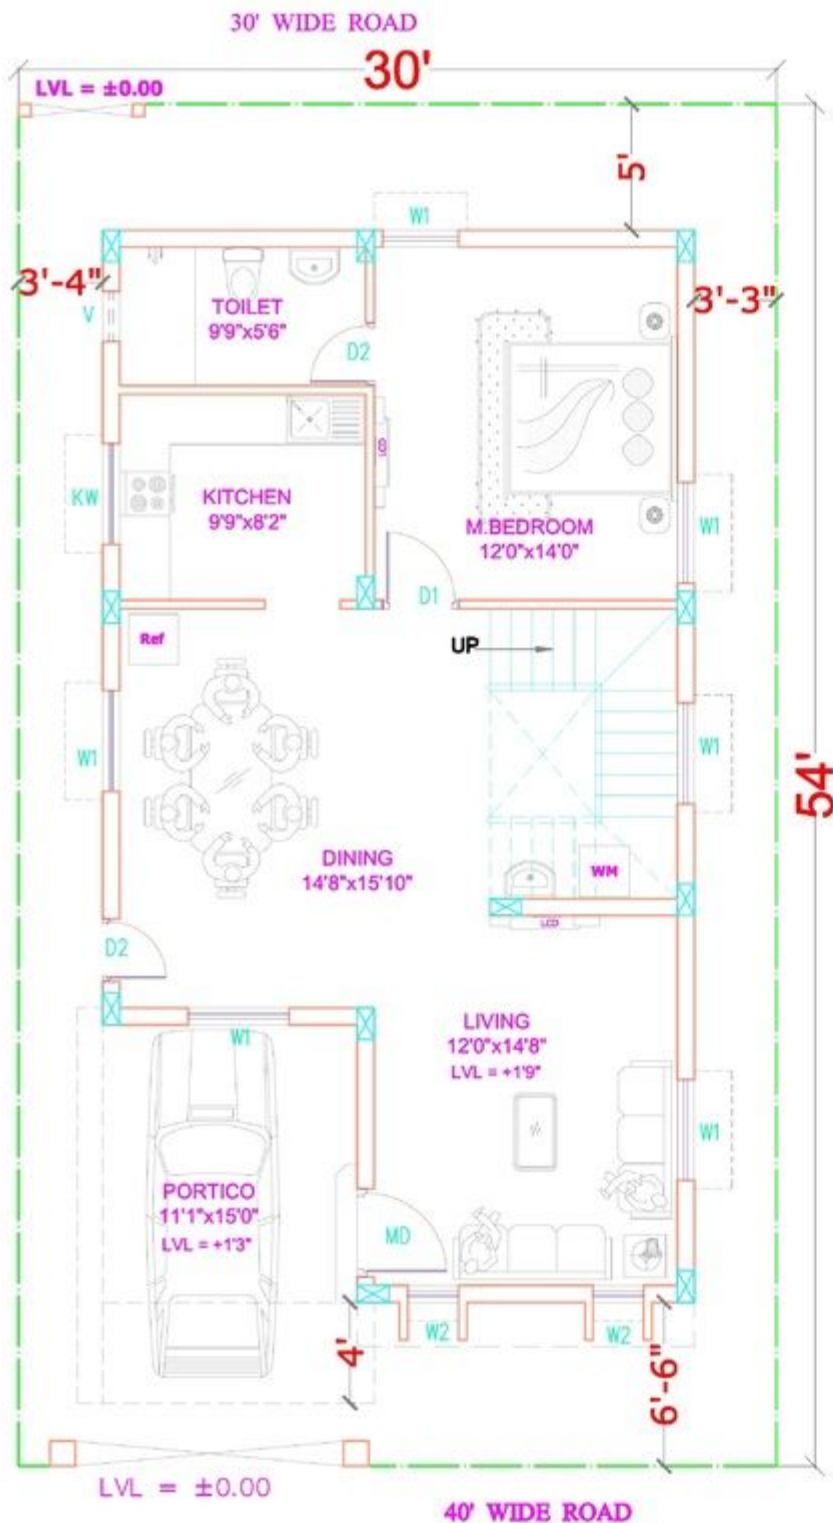 30' WIDE ROAD
30'
LVL = ±0.00
5'
W1
3'-4"
3'-3"
V
TOILET
9'9"x5'6"
D2
LCD
KW
KITCHEN
9'9"x8'2"
M.BEDROOM
12'0"x14'0"
W1
D1
Ref
UP
W1
W1
54'
DINING
14'8"x15'10"
WM
LCD
D2
LIVING
12'0"x14'8"
LVL = +1'9"
W1
W1
PORTICO
11'1"x15'0"
LVL = +1'3"
MD
W2
W2
4'
6'-6"
LVL = ±0.00
40' WIDE ROAD